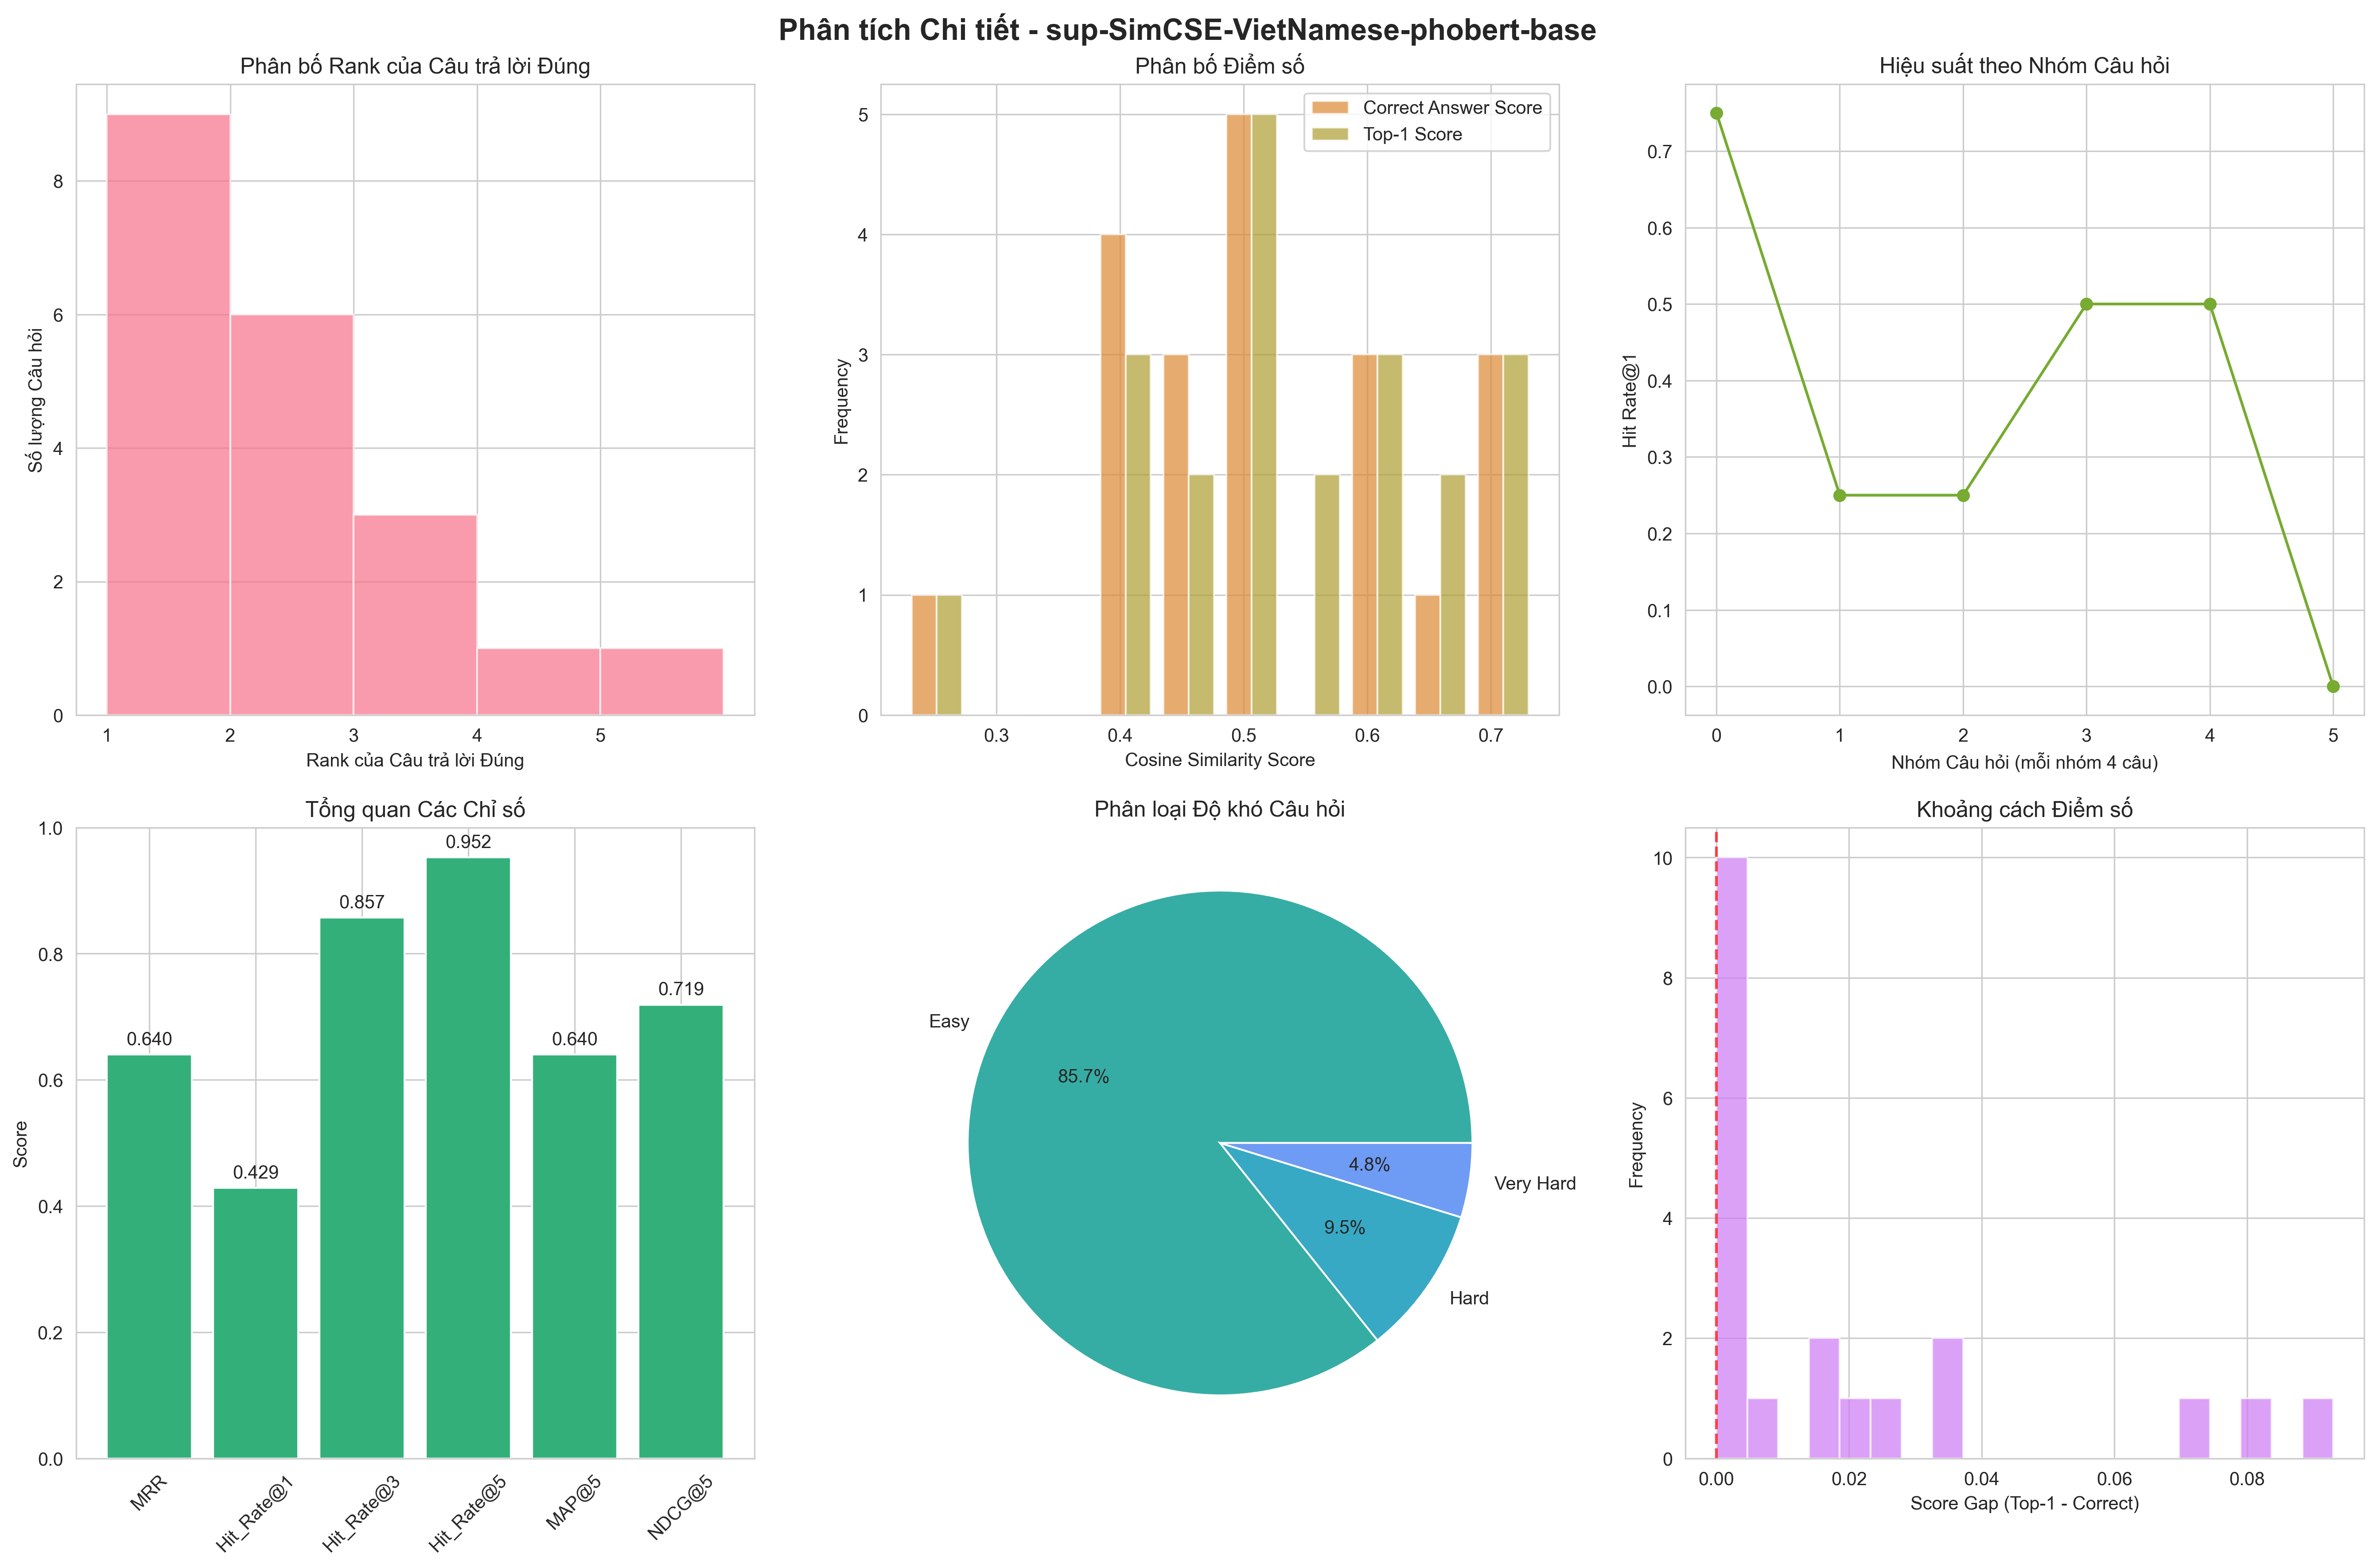 Phân tích Chi tiết - sup-SimCSE-VietNamese-phobert-base
Phân bố Rank của Câu trả lời Đúng
Số lượng Câu hỏi
8
6
4
2
0
1 2 3 4 5
Rank của Câu trả lời Đúng
Phân bố Điểm số
Correct Answer Score
Top-1 Score
Frequency
5
4
3
2
1
0
0.3 0.4 0.5 0.6 0.7
Cosine Similarity Score
Hiệu suất theo Nhóm Câu hỏi
Hit Rate@1
0.7
0.6
0.5
0.4
0.3
0.2
0.1
0.0
0 1 2 3 4 5
Nhóm Câu hỏi (mỗi nhóm 4 câu)
Tổng quan Các Chỉ số
Score
1.0
0.8
0.6
0.4
0.2
0.0
0.640
0.429
0.857
0.952
0.640
0.719
MRR
Hit_Rate@1
Hit_Rate@3
Hit_Rate@5
MAP@5
NDCG@5
Phân loại Độ khó Câu hỏi
Easy
85.7%
4.8%
Very Hard
9.5%
Hard
Khoảng cách Điểm số
Frequency
10
8
6
4
2
0
0.00 0.02 0.04 0.06 0.08
Score Gap (Top-1 - Correct)